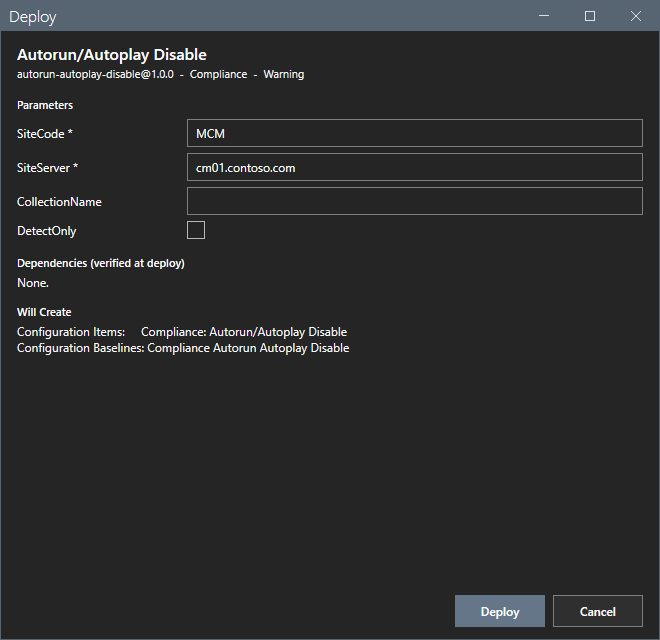 Deploy
Autorun/Autoplay Disable
autorun-autoplay-disable@1.0.0 - Compliance - Warning
Parameters
SiteCode * MCM
SiteServer * cm01.contoso.com
CollectionName
DetectOnly
Dependencies (verified at deploy)
None.
Will Create
Configuration Items: Compliance: Autorun/Autoplay Disable
Configuration Baselines: Compliance Autorun Autoplay Disable
Deploy Cancel